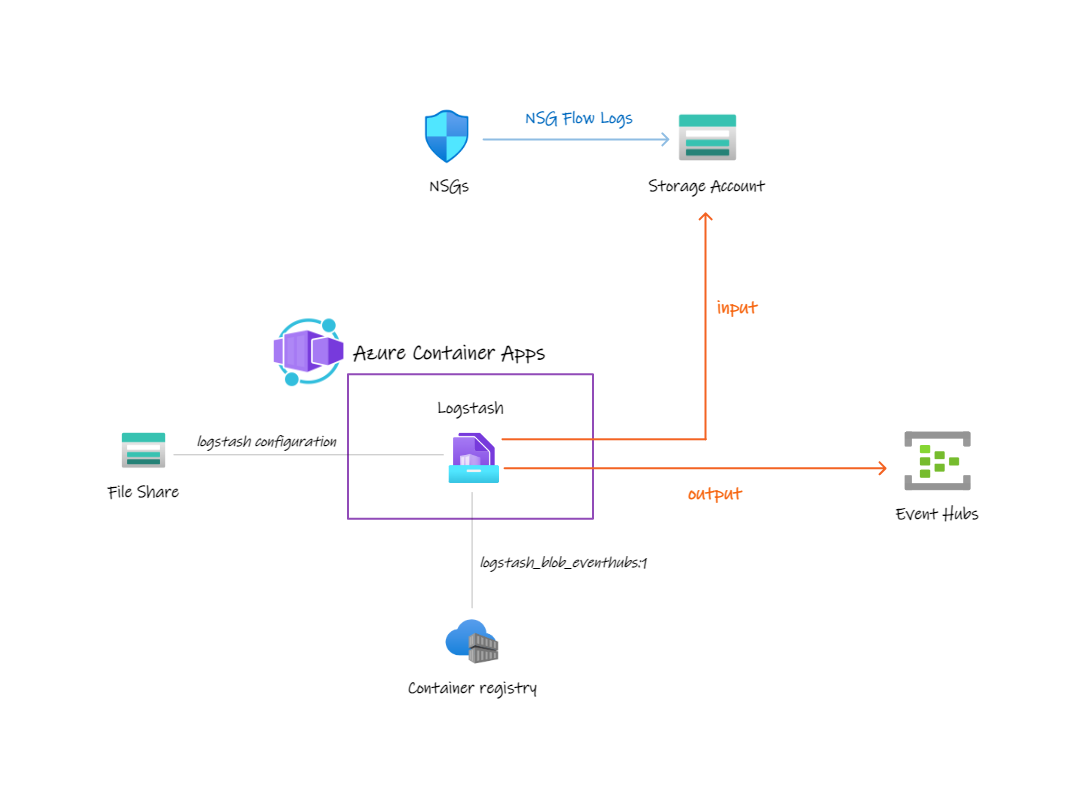 NSG Flow Logs
NSGs
Storage Account
input
Azure Container Apps
Logstash
logstash configuration
File Share
output
Event Hubs
logstash_blob_eventhubs:1
Container registry